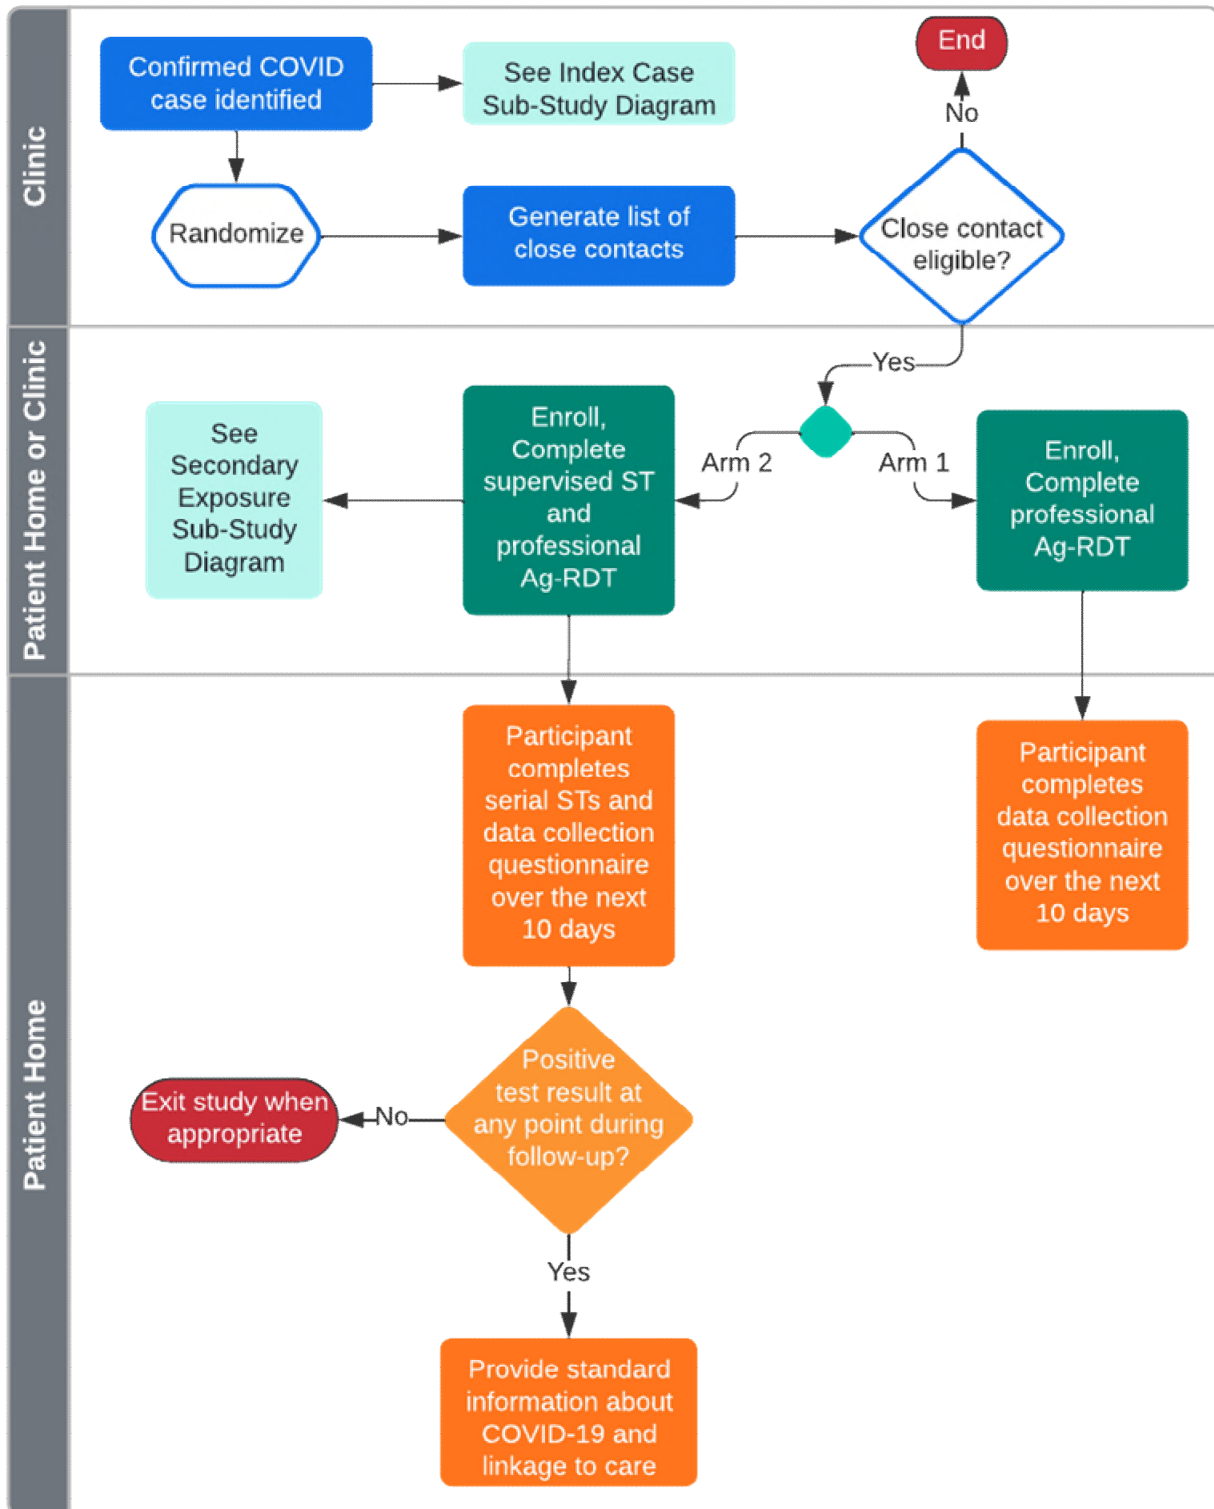 Clinic
Confirmed COVID
case identified
See Index Case
Sub-Study Diagram
End
No
Randomize
Generate list of
close contacts
Close contact
eligible?
Patient Home or Clinic
Yes
See
Secondary
Exposure
Sub-Study
Diagram
Enroll,
Complete
supervised ST
and
professional
Ag-RDT
Arm 2
Arm 1
Enroll,
Complete
professional
Ag-RDT
Patient Home
Participant
completes
serial STs and
data collection
questionnaire
over the next
10 days
Participant
completes
data collection
questionnaire
over the next
10 days
Positive
test result at
any point during
follow-up?
No
Exit study when
appropriate
Yes
Provide standard
information about
COVID-19 and
linkage to care